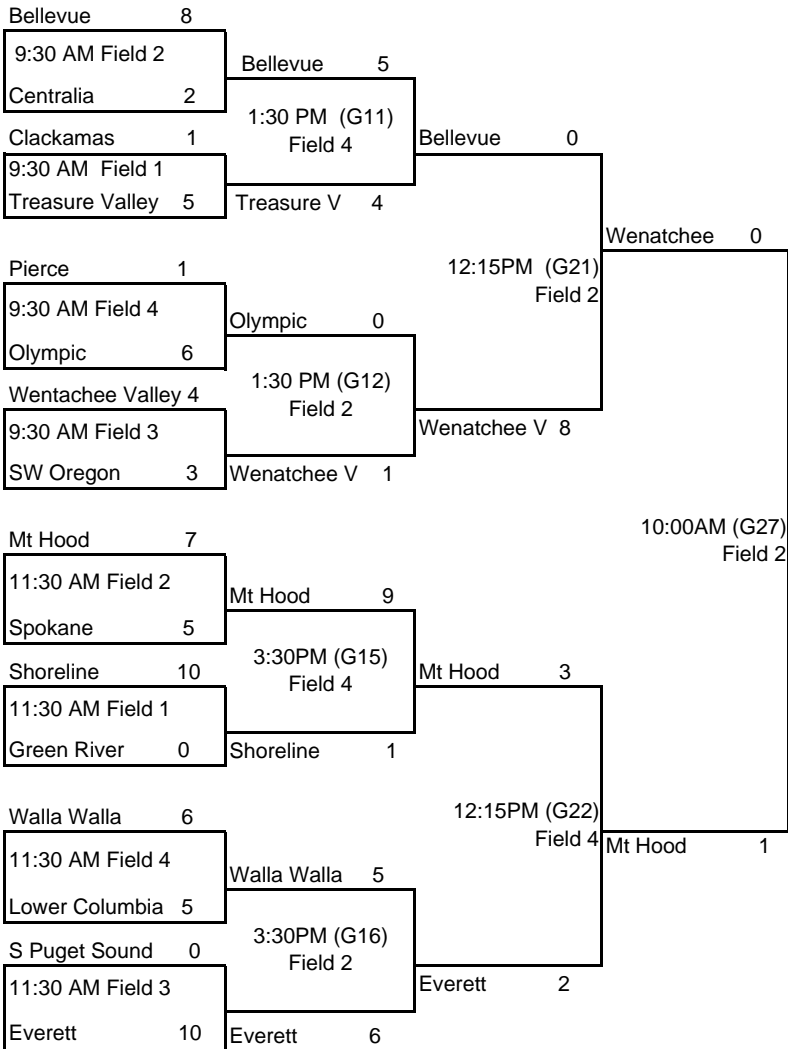 Bellevue 8
9:30 AM Field 2
Centralia 2
Clackamas 1
9:30 AM Field 1
Treasure Valley 5
Pierce 1
9:30 AM Field 4
Olympic 6
Wentachee Valley 4
9:30 AM Field 3
SW Oregon 3
Mt Hood 7
11:30 AM Field 2
Spokane 5
Shoreline 10
11:30 AM Field 1
Green River 0
Walla Walla 6
11:30 AM Field 4
Lower Columbia 5
S Puget Sound 0
11:30 AM Field 3
Everett 10
Bellevue 5
1:30 PM (G11)
Field 4
Treasure V 4
Olympic 0
1:30 PM (G12)
Field 2
Wenatchee V 1
Mt Hood 9
3:30PM (G15)
Field 4
Shoreline 1
Walla Walla 5
3:30PM (G16)
Field 2
Everett 6
Bellevue 0
12:15PM (G21)
Field 2
Wenatchee V 8
Mt Hood 3
12:15PM (G22)
Field 4
Everett 2
Wenatchee 0
10:00AM (G27)
Field 2
Mt Hood 1